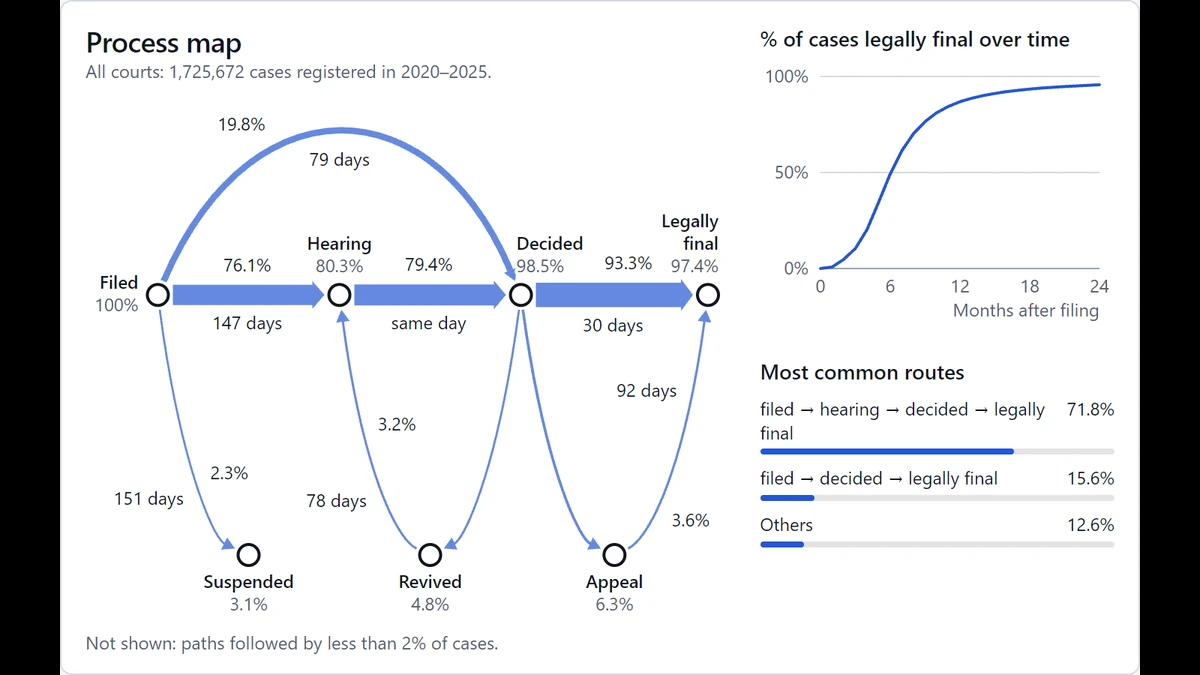 Process map
All courts: 1,725,672 cases registered in 2020–2025.
19.8%
79 days
Filed
100%
76.1%
147 days
Hearing
80.3%
79.4%
same day
Decided
98.5%
93.3%
30 days
Legally
final
97.4%
2.3%
151 days
3.2%
78 days
92 days
3.6%
Suspended
3.1%
Revived
4.8%
Appeal
6.3%
Not shown: paths followed by less than 2% of cases.
% of cases legally final over time
100%
50%
0%
0 6 12 18 24
Months after filing
Most common routes
filed → hearing → decided → legally final 71.8%
filed → decided → legally final 15.6%
Others 12.6%